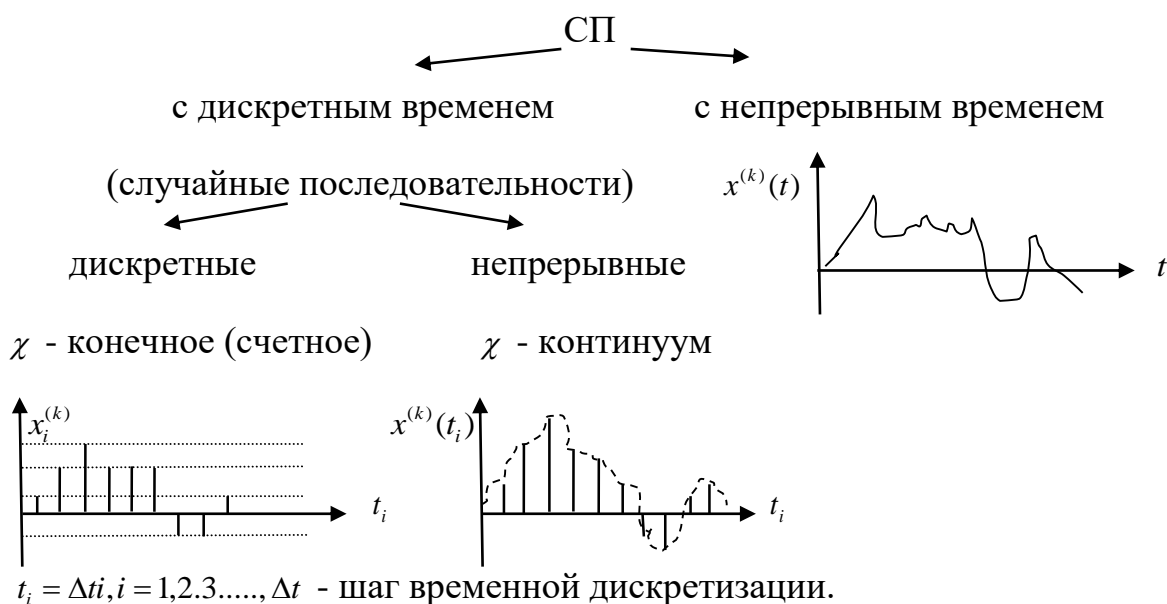 СП
с дискретным временем с непрерывным временем
(случайные последовательности)
x^{(k)}(t)
t
дискретные непрерывные
χ - конечное (счетное) χ - континуум
x_i^{(k)} x^{(k)}(t_i)
t_i t_i
t_i = Δti, i = 1,2.3....., Δt - шаг временной дискретизации.